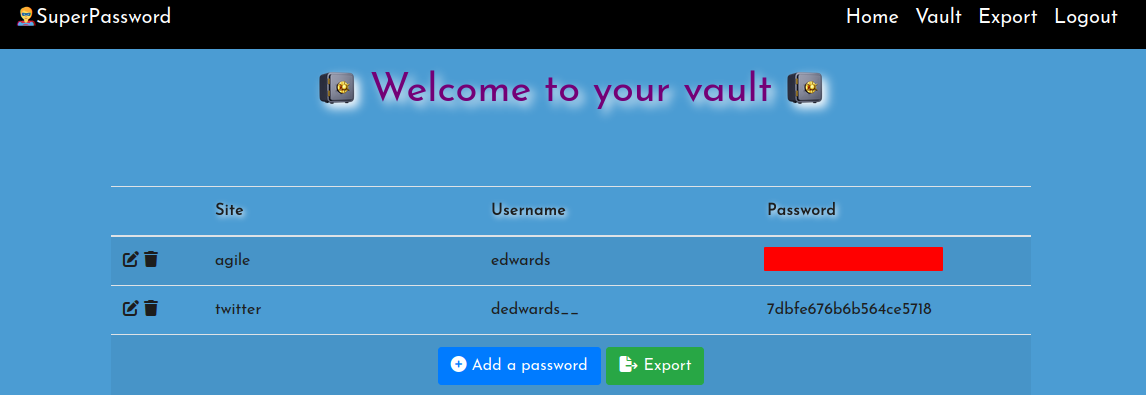 SuperPassword Home Vault Export Logout
Welcome to your vault
Site Username Password
agile edwards
twitter dedwards__ 7dbfe676b6b564ce5718
Add a password Export